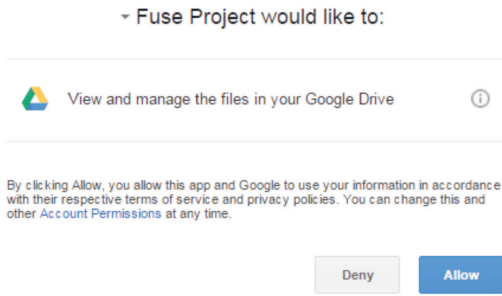 Fuse Project would like to:
View and manage the files in your Google Drive
By clicking Allow, you allow this app and Google to use your information in accordance
with their respective terms of service and privacy policies. You can change this and
other Account Permissions at any time.
Deny
Allow